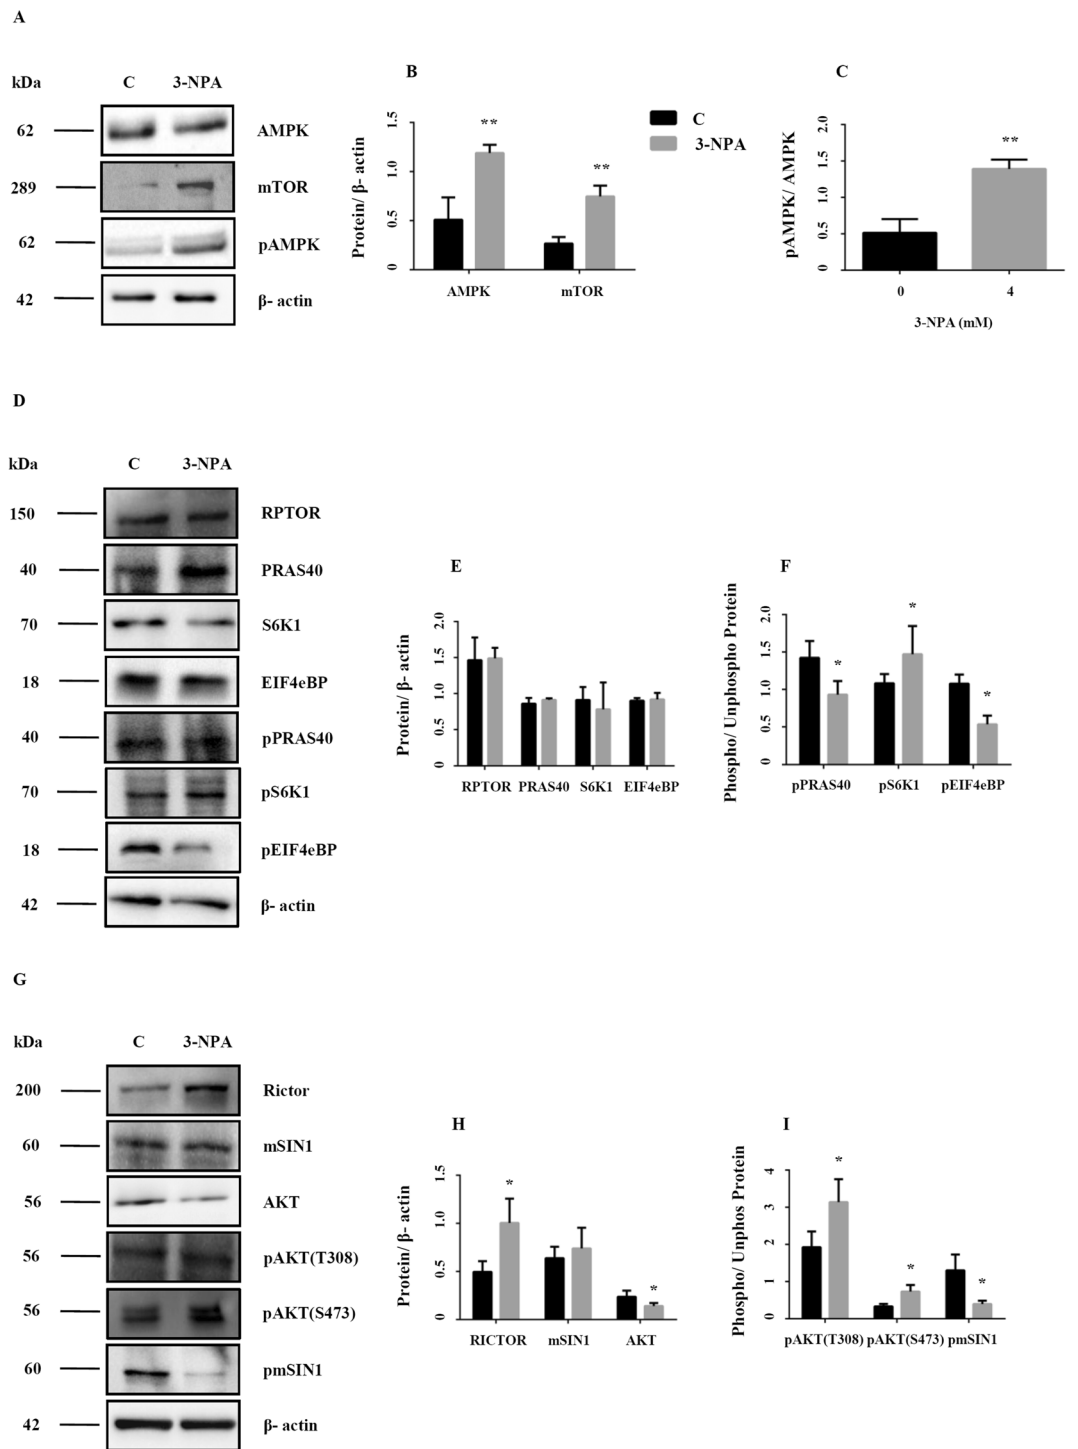 A
kDa C 3-NPA
62 AMPK
289 mTOR
62 pAMPK
42 β- actin
B
Protein/ β- actin
1.5
1.0
0.5
0
**
**
AMPK mTOR
C
3-NPA
C
pAMPK/ AMPK
2.0
1.5
1.0
0.5
0
**
0 4
3-NPA (mM)
D
kDa C 3-NPA
150 RPTOR
40 PRAS40
70 S6K1
18 EIF4eBP
40 pPRAS40
70 pS6K1
18 pEIF4eBP
42 β- actin
E
Protein/ β- actin
2.0
1.5
1.0
0.5
0
RPTOR PRAS40 S6K1 EIF4eBP
F
Phospho/ Unphospho Protein
2.0
1.5
1.0
0.5
0
*
*
*
pPRAS40 pS6K1 pEIF4eBP
G
kDa C 3-NPA
200 Rictor
60 mSIN1
56 AKT
56 pAKT(T308)
56 pAKT(S473)
60 pmSIN1
42 β- actin
H
Protein/ β- actin
1.5
1.0
0.5
0
*
*
RICTOR mSIN1 AKT
I
Phospho/ Unphos Protein
4
3
2
1
0
*
*
*
pAKT(T308) pAKT(S473) pmSIN1